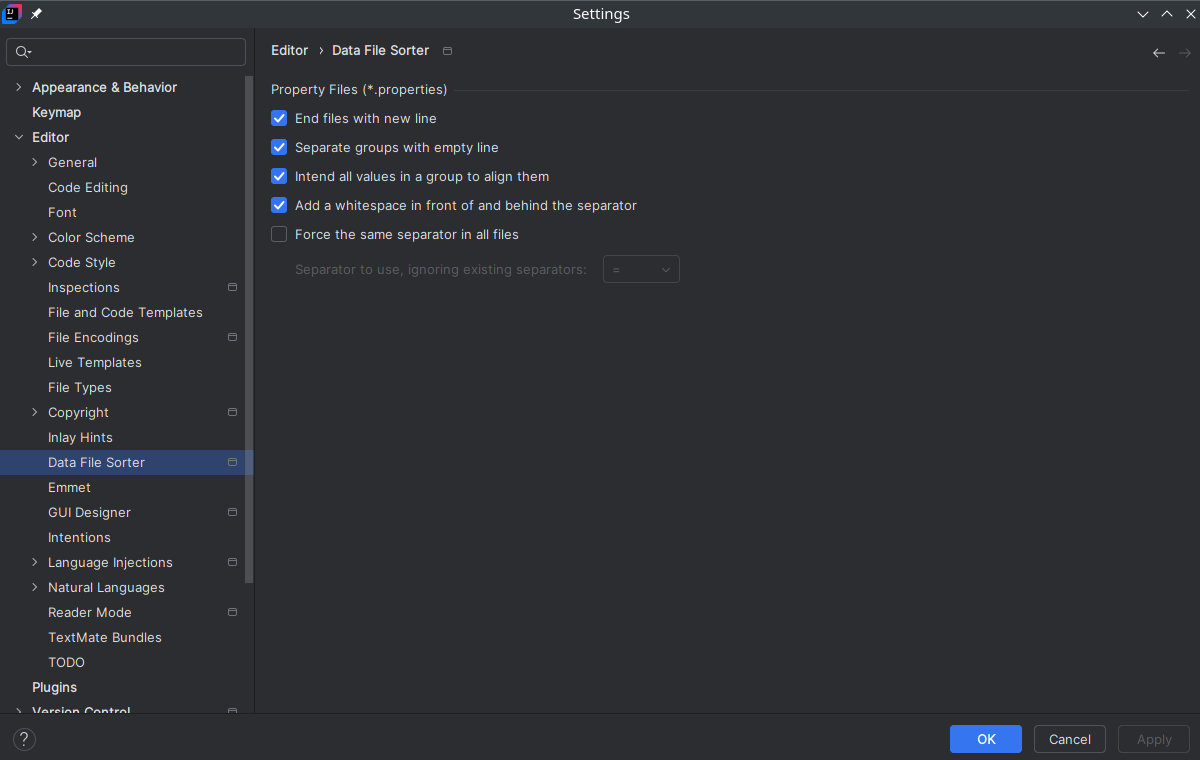 Settings
Editor › Data File Sorter
Property Files (*.properties)
End files with new line
Separate groups with empty line
Intend all values in a group to align them
Add a whitespace in front of and behind the separator
Force the same separator in all files
Separator to use, ignoring existing separators: =
Appearance & Behavior
Keymap
Editor
General
Code Editing
Font
Color Scheme
Code Style
Inspections
File and Code Templates
File Encodings
Live Templates
File Types
Copyright
Inlay Hints
Data File Sorter
Emmet
GUI Designer
Intentions
Language Injections
Natural Languages
Reader Mode
TextMate Bundles
TODO
Plugins
Version Control
?
OK
Cancel
Apply